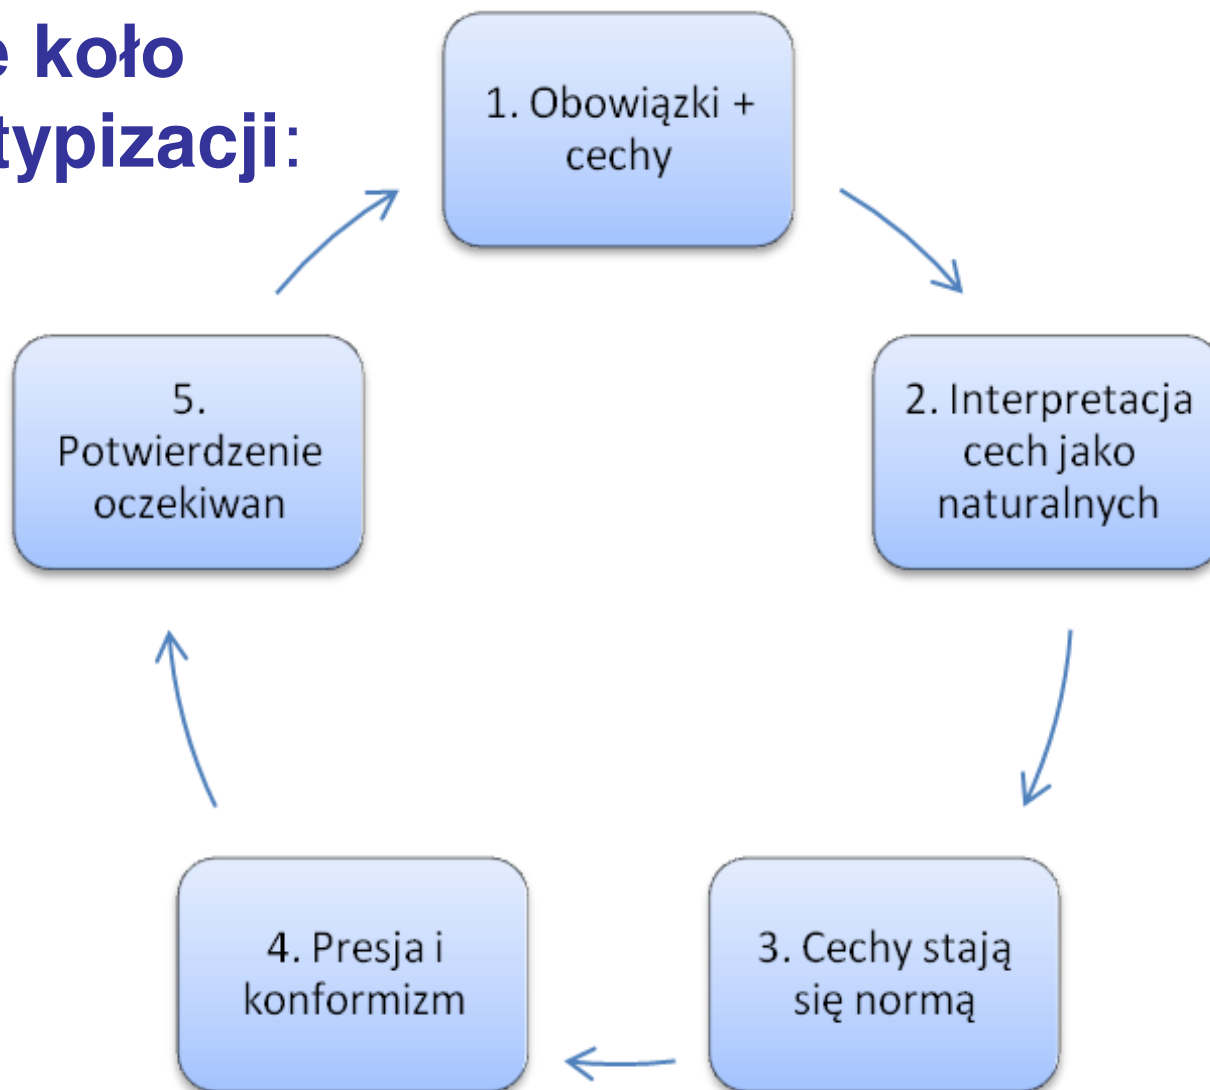 e koło
typizacji:
1. Obowiązki +
cechy
2. Interpretacja
cech jako
naturalnych
3. Cechy stają
się normą
4. Presja i
konformizm
5.
Potwierdzenie
oczekiwan